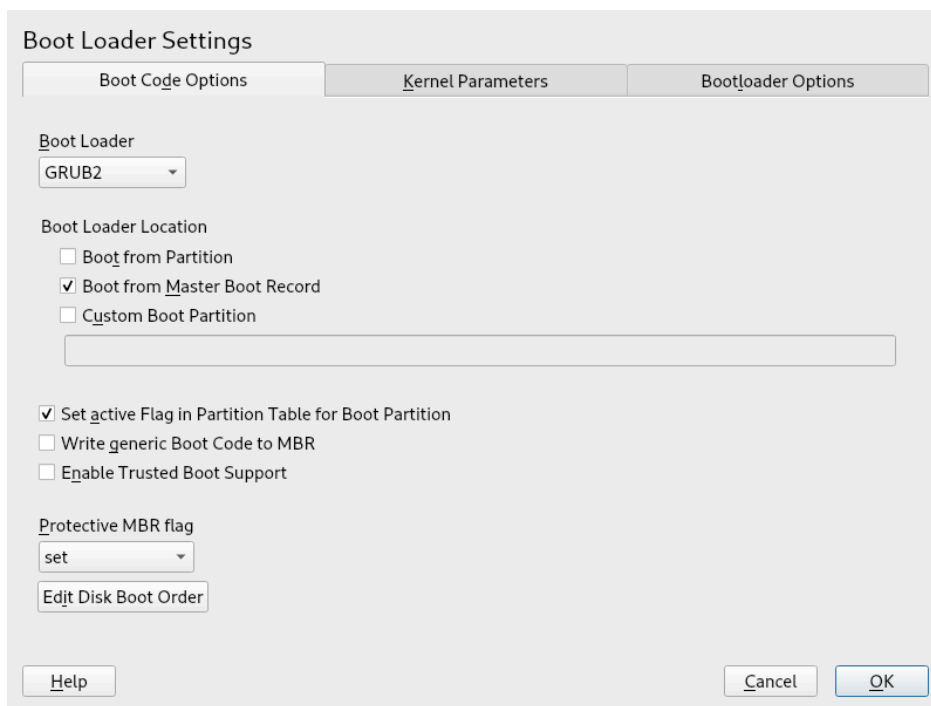 Boot Loader Settings
Boot Code Options Kernel Parameters Bootloader Options
Boot Loader
GRUB2
Boot Loader Location
Boot from Partition
Boot from Master Boot Record
Custom Boot Partition
Set active Flag in Partition Table for Boot Partition
Write generic Boot Code to MBR
Enable Trusted Boot Support
Protective MBR flag
set
Edit Disk Boot Order
Help Cancel OK